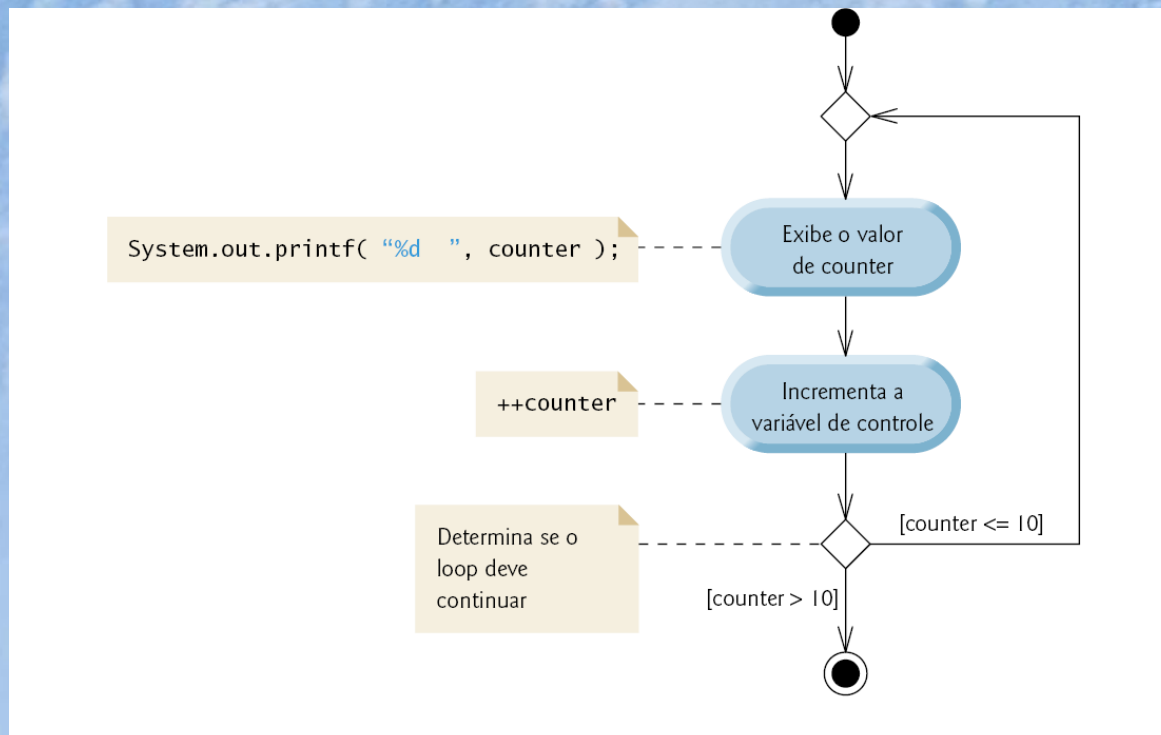 System.out.printf( “%d  ”, counter );
Exibe o valor
de counter
++counter
Incrementa a
variável de controle
Determina se o
loop deve
continuar
[counter <= 10]
[counter > 10]